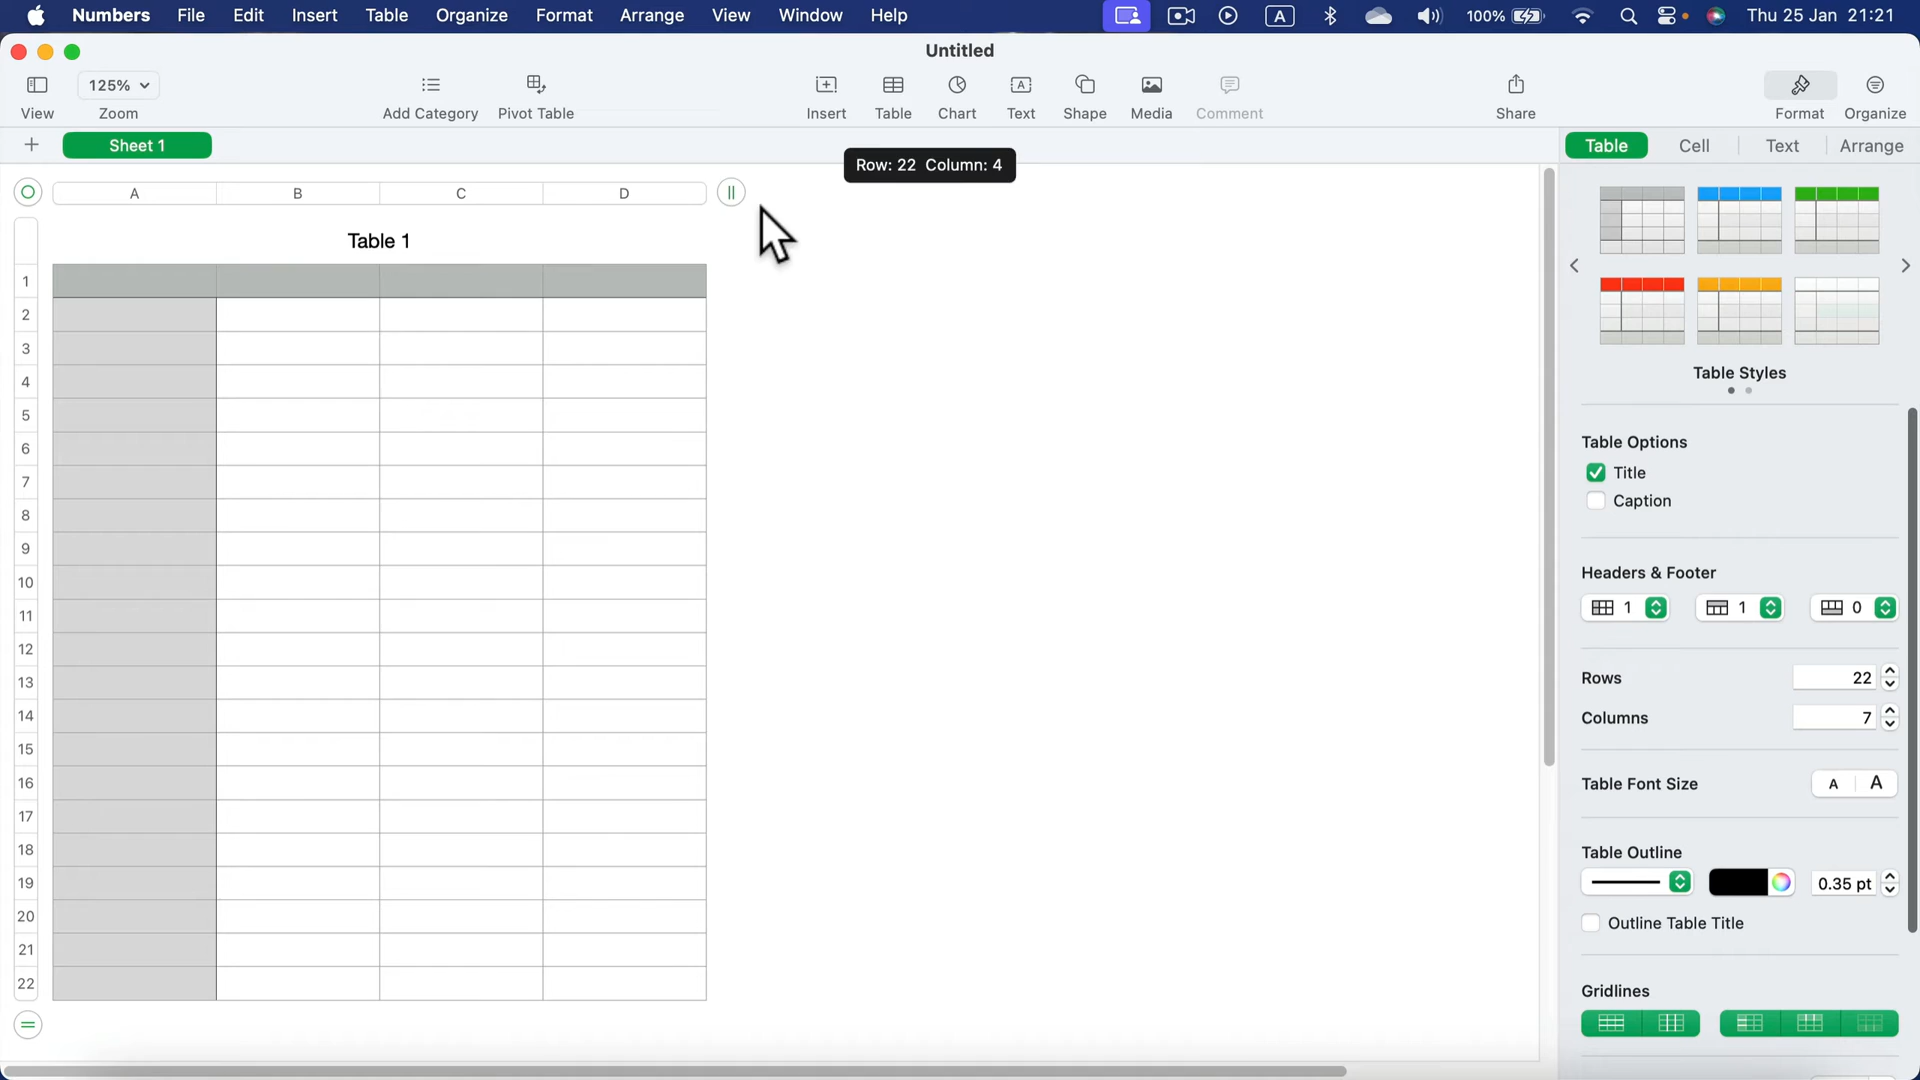 Numbers File Edit Insert Table Organize Format Arrange View Window Help A 100% Thu 25 Jan 21:21
Untitled
125%
View Zoom Add Category Pivot Table Insert Table Chart Text Shape Media Comment Share Format Organize
Sheet 1
Table Cell Text Arrange
Row: 22 Column: 4
A B C D
Table 1
1
2
3
4
5
6
7
8
9
10
11
12
13
14
15
16
17
18
19
20
21
22
Table Styles
Table Options
Title
Caption
Headers & Footer
1 1 0
Rows 22
Columns 7
Table Font Size A A
Table Outline
0.35 pt
Outline Table Title
Gridlines